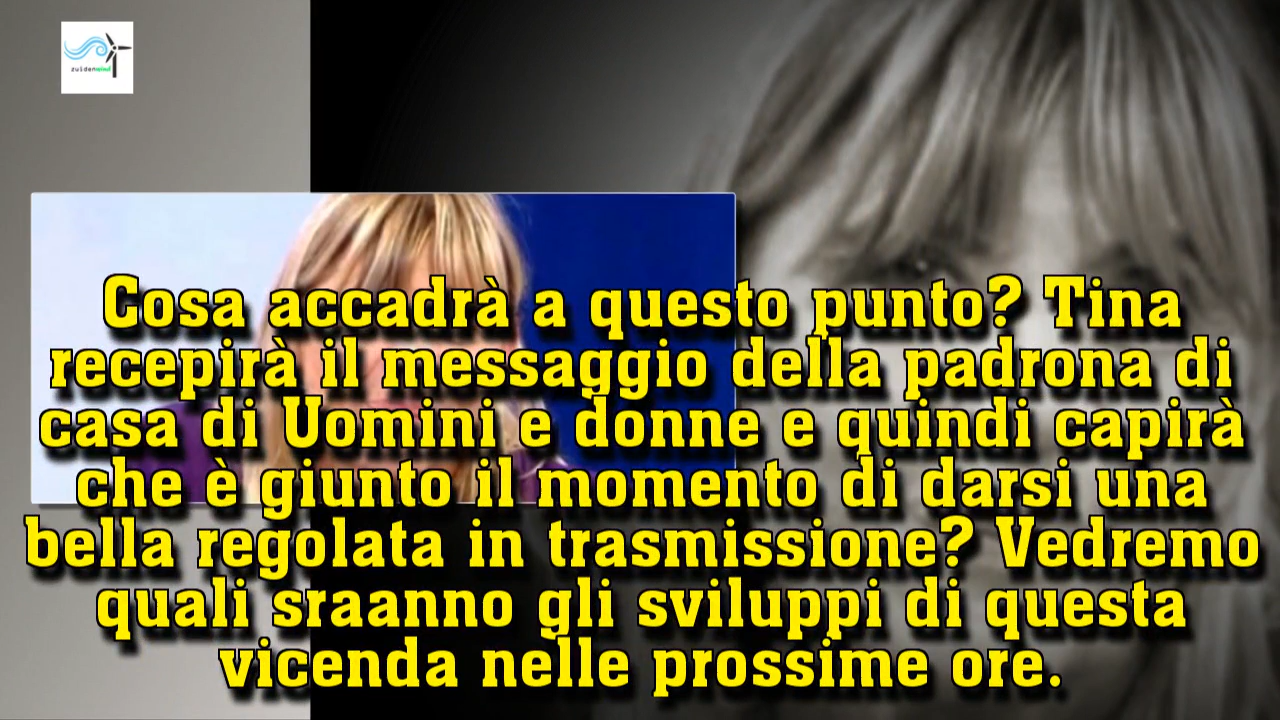 zuidenwind
Cosa accadrà a questo punto? Tina
recepirà il messaggio della padrona di
casa di Uomini e donne e quindi capirà
che è giunto il momento di darsi una
bella regolata in trasmissione? Vedremo
quali sraanno gli sviluppi di questa
vicenda nelle prossime ore.